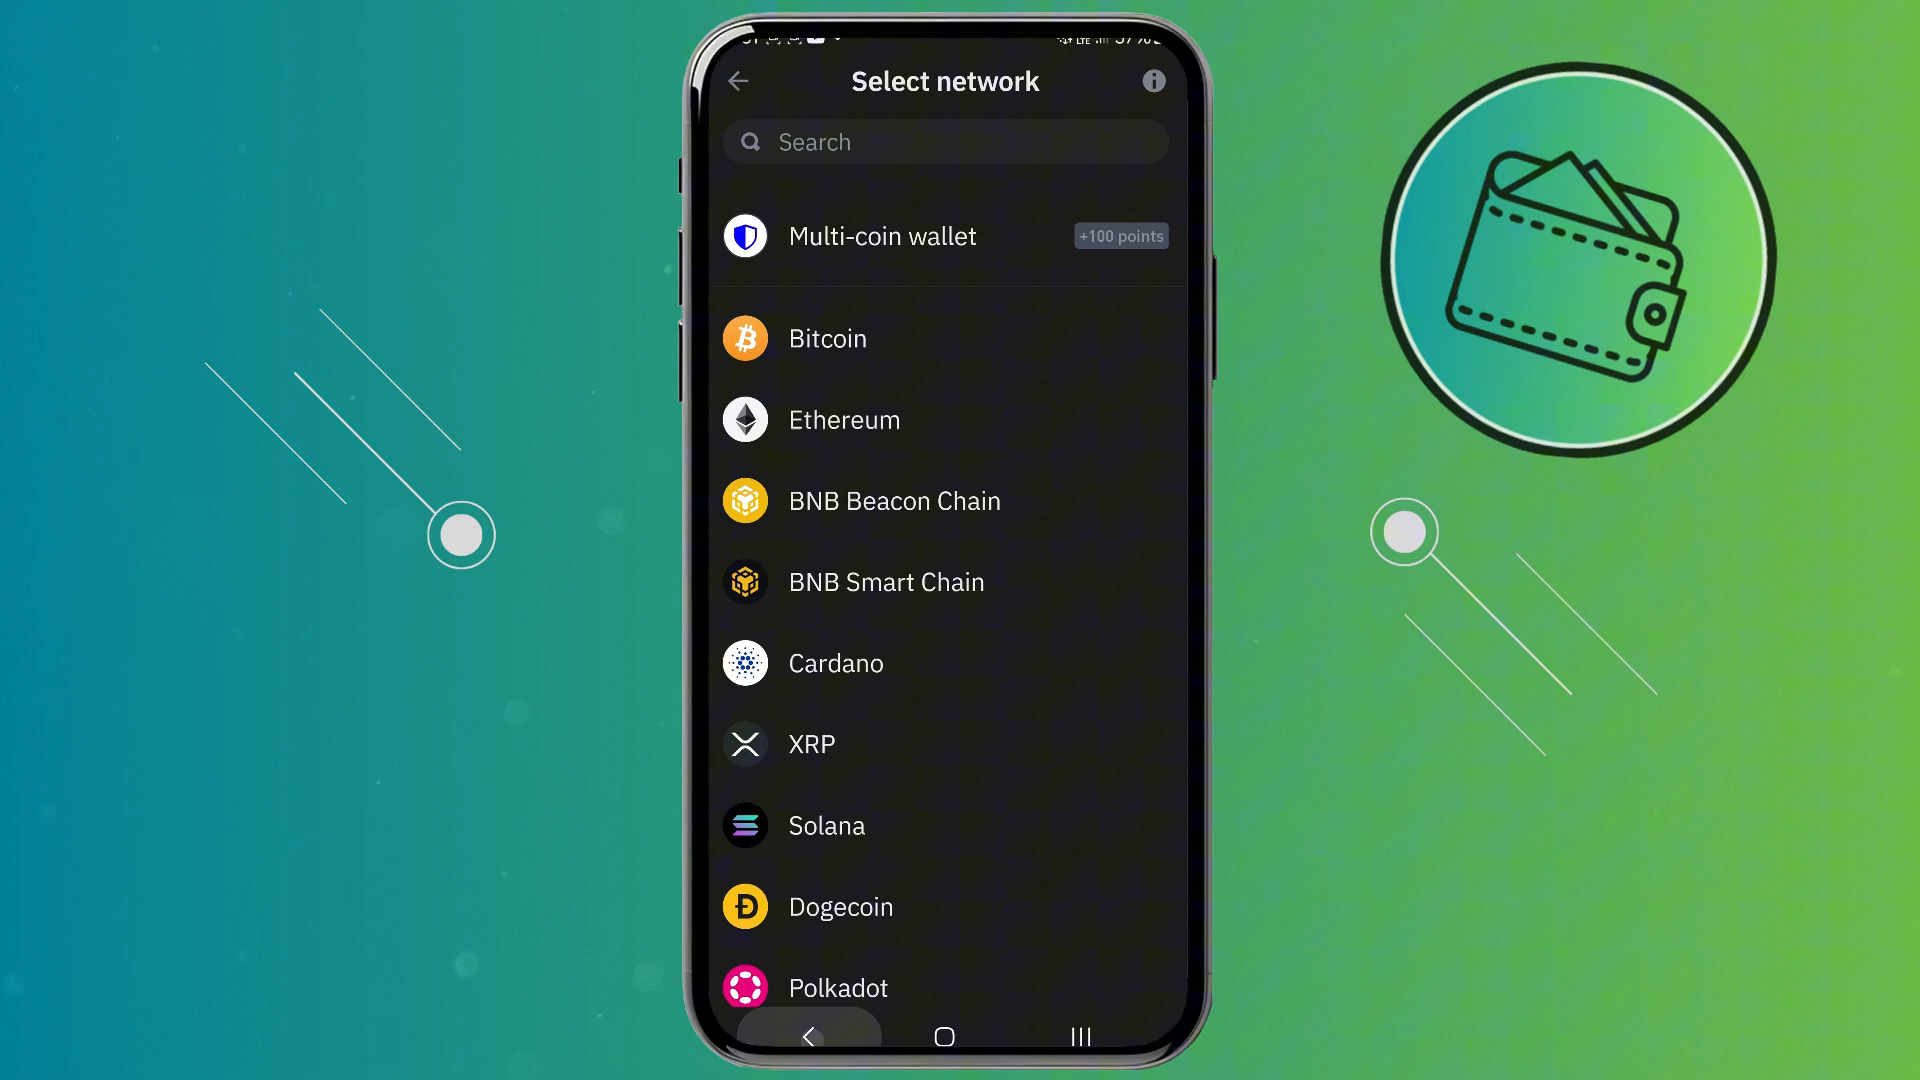 Select network
Search
Multi-coin wallet
+100 points
Bitcoin
Ethereum
BNB Beacon Chain
BNB Smart Chain
Cardano
XRP
Solana
Dogecoin
Polkadot